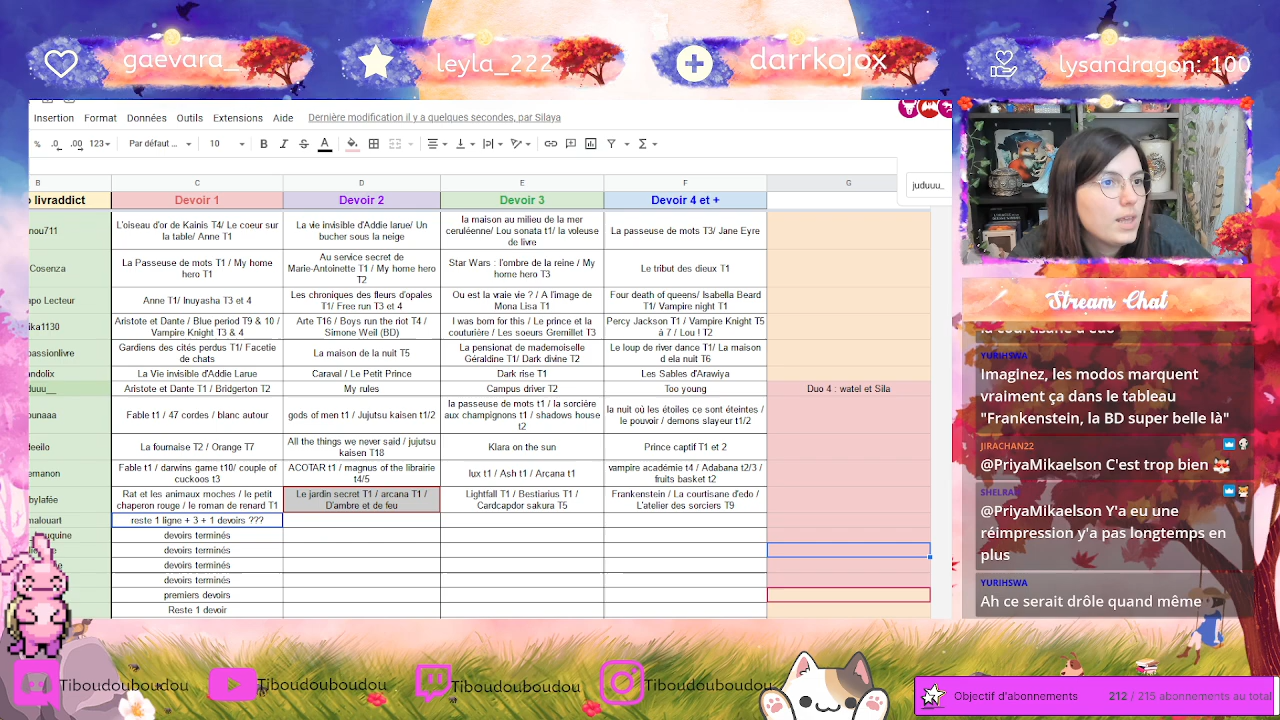 gaevara_
leyla_222
darrkojox
lysandragon: 100
Insertion Format Données Outils Extensions Aide Dernière modification il y a quelques secondes, par Silaya
% .0 .00 123 Par défaut ... 10 B I S A
B C D E F G
juduuu_
livraddict Devoir 1 Devoir 2 Devoir 3 Devoir 4 et +
nou711 L'oiseau d'or de Kainis T4/ Le coeur sur la table/ Anne T1 La vie invisible d'Addie larue/ Un bucher sous la neige la maison au milieu de la mer ceruléenne/ Lou sonata t1/ la voleuse de livre La passeuse de mots T3/ Jane Eyre
Cosenza La Passeuse de mots T1 / My home hero T1 Au service secret de Marie-Antoinette T1 / My home hero T2 Star Wars : l'ombre de la reine / My home hero T3 Le tribut des dieux T1
apo Lecteur Anne T1/ Inuyasha T3 et 4 Les chroniques des fleurs d'opales T1/ Free run T3 et 4 Ou est la vraie vie ? / A l'image de Mona Lisa T1 Four death of queens/ Isabella Beard T1/ Vampire night T1
ika1130 Aristote et Dante / Blue period T9 & 10 / Vampire Knight T3 & 4 Arte T16 / Boys run the riot T4 / Simone Weil (BD) I was born for this / Le prince et la couturière / Les soeurs Gremillet T3 Percy Jackson T1 / Vampire Knight T5 à 7 / Lou ! T2
passionlivre Gardiens des cités perdus T1/ Facetie de chats La maison de la nuit T5 La pensionat de mademoiselle Géraldine T1/ Dark divine T2 Le loup de river dance T1/ La maison d ela nuit T6
ndolix La Vie invisible d'Addie Larue Caraval / Le Petit Prince Dark rise T1 Les Sables d'Arawiya
duuu__ Aristote et Dante T1 / Bridgerton T2 My rules Campus driver T2 Too young Duo 4 : watel et Sila
ounaaa Fable t1 / 47 cordes / blanc autour gods of men t1 / Jujutsu kaisen t1/2 la passeuse de mots t1 / la sorcière aux champignons t1 / shadows house t2 la nuit où les étoiles ce sont éteintes / le pouvoir / demons slayer t1/2
deeilo La fournaise T2 / Orange T7 All the things we never said / jujutsu kaisen T18 Klara on the sun Prince captif T1 et 2
emanon Fable t1 / darwins game t10/ couple of cuckoos t3 ACOTAR t1 / magnus of the librairie t4/5 lux t1 / Ash t1 / Arcana t1 vampire académie t4 / Adabana t2/3 / fruits basket t2
bylafée Rat et les animaux moches / le petit chaperon rouge / le roman de renard T1 Le jardin secret T1 / arcana T1 / D'ambre et de feu Lightfall T1 / Bestiarius T1 / Cardcapdor sakura T5 Frankenstein / La courtisane d'edo / L'atelier des sorciers T9
malouart reste 1 ligne + 3 + 1 devoirs ???
ouquine devoirs terminés
devoirs terminés
devoirs terminés
devoirs terminés
premiers devoirs
Reste 1 devoir
Stream Chat
la courtisane d'edo
YURIHSWA
Imaginez, les modos marquent
vraiment ça dans le tableau
"Frankenstein, la BD super belle là"
JIRACHAN22
@PriyaMikaelson C'est trop bien
SHELRAN
@PriyaMikaelson Y'a eu une
réimpression y'a pas longtemps en
plus
YURIHSWA
Ah ce serait drôle quand même
Tiboudouboudou Tiboudouboudou Tiboudouboudou Tiboudouboudou
Objectif d'abonnements 212 / 215 abonnements au total